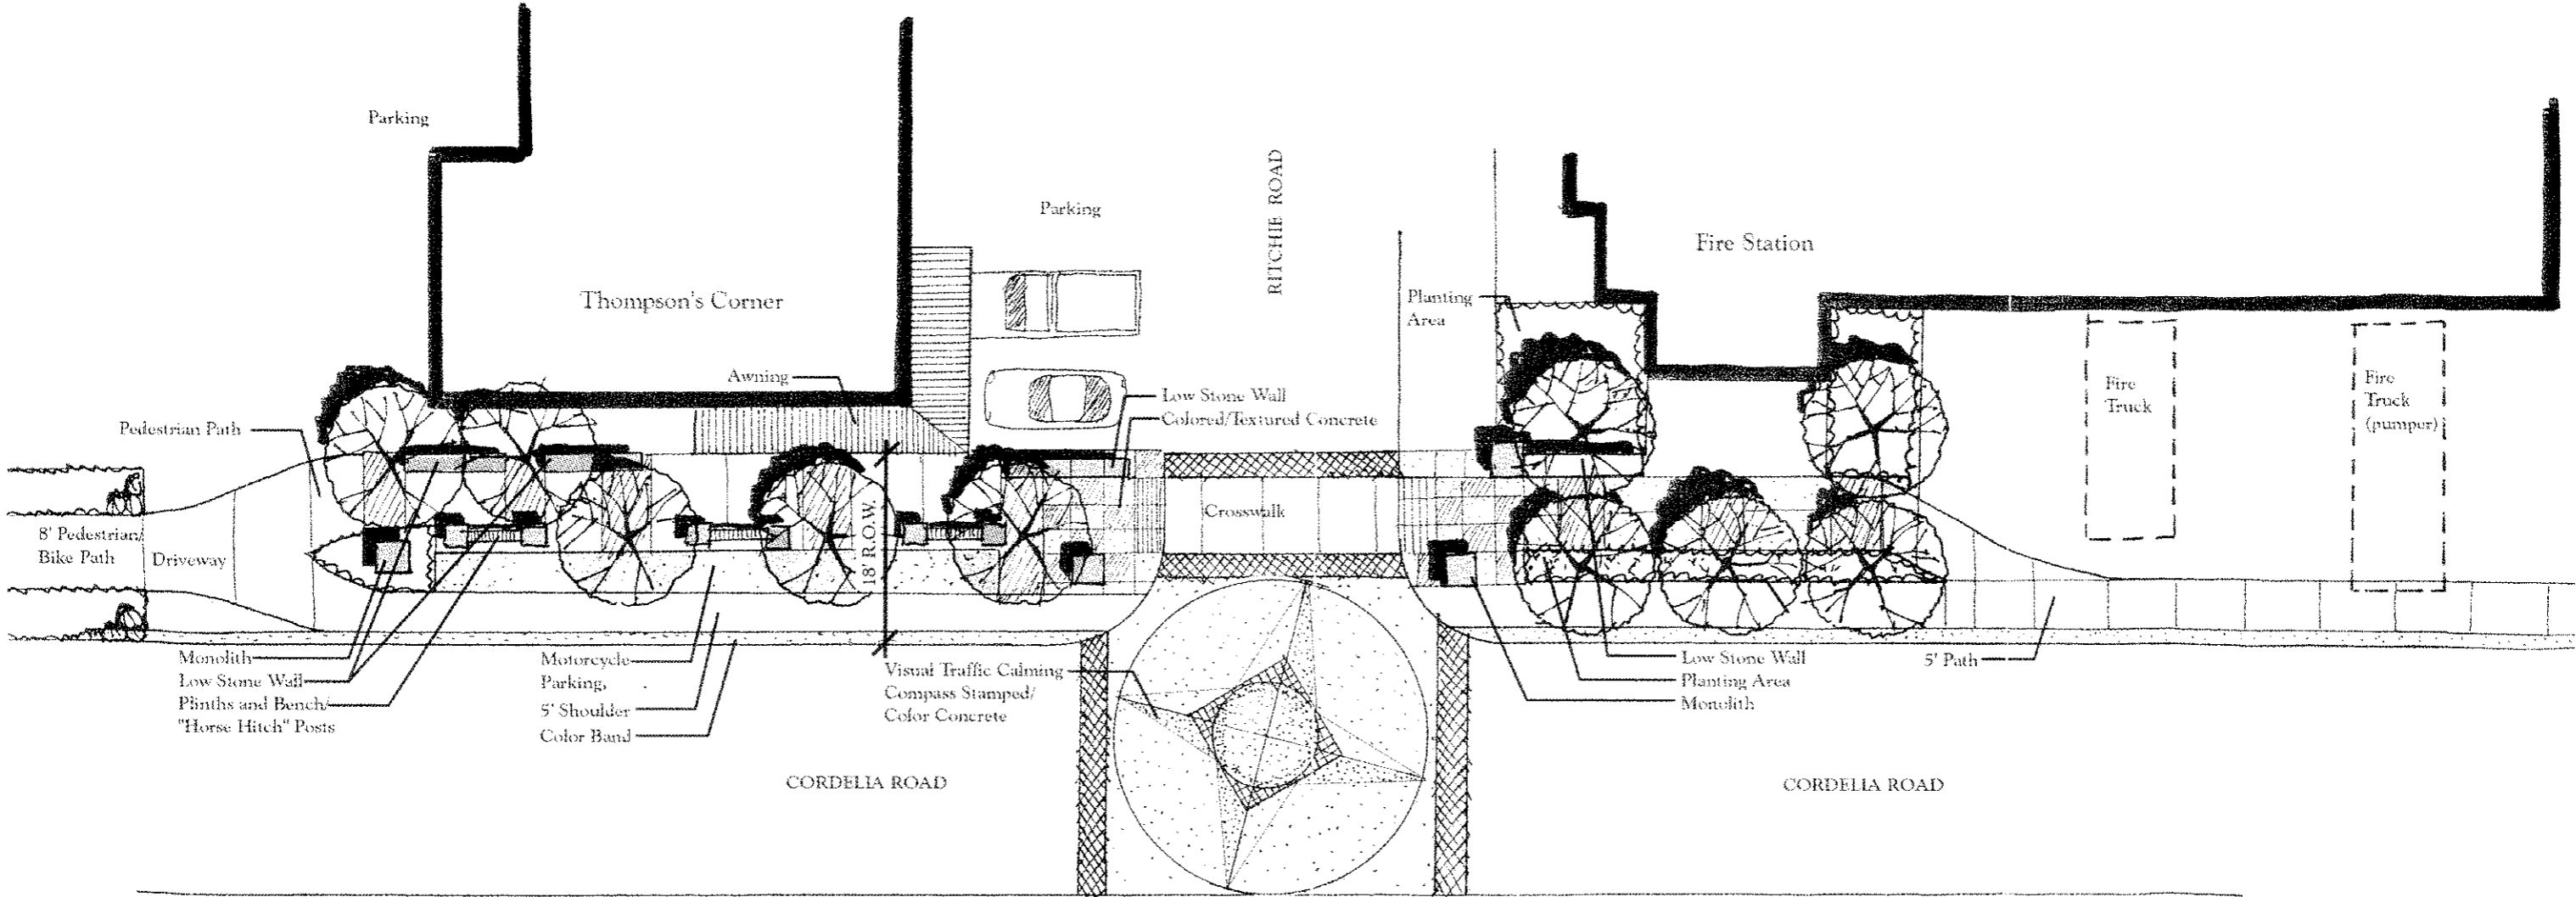 Parking
Thompson's Corner
Awning
Pedestrian Path
8' Pedestrian/
Bike Path
Driveway
Monolith
Low Stone Wall
Plinths and Bench/
"Horse Hitch" Posts
Motorcycle
Parking,
5' Shoulder
Color Band
18' R.O.W.
Parking
RITCHIE ROAD
Low Stone Wall
Colored/Textured Concrete
Crosswalk
Visual Traffic Calming
Compass Stamped/
Color Concrete
CORDELIA ROAD
Planting
Area
Fire Station
Fire
Truck
Fire
Truck
(pumper)
Low Stone Wall
Planting Area
Monolith
5' Path
CORDELIA ROAD